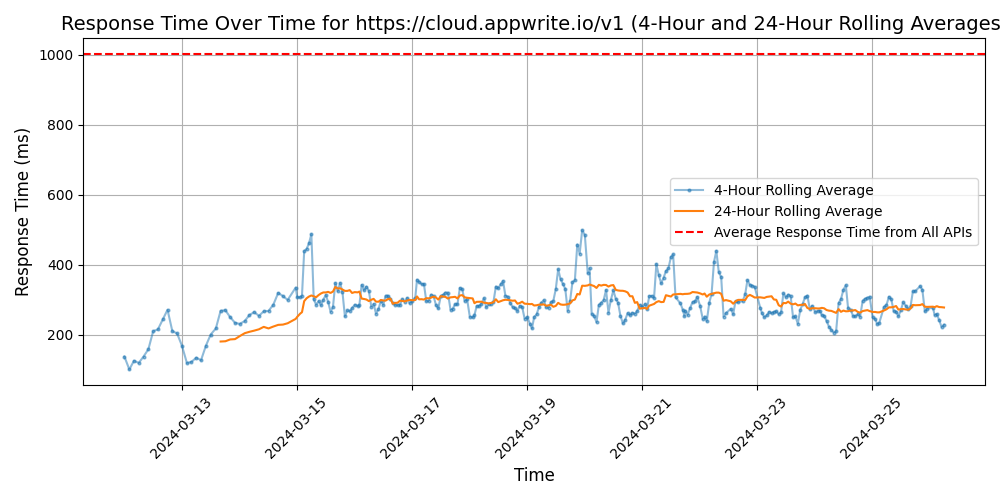 Response Time Over Time for https://cloud.appwrite.io/v1 (4-Hour and 24-Hour Rolling Averages
Response Time (ms)
1000
800
600
400
200
4-Hour Rolling Average
24-Hour Rolling Average
Average Response Time from All APIs
2024-03-13
2024-03-15
2024-03-17
2024-03-19
2024-03-21
2024-03-23
2024-03-25
Time